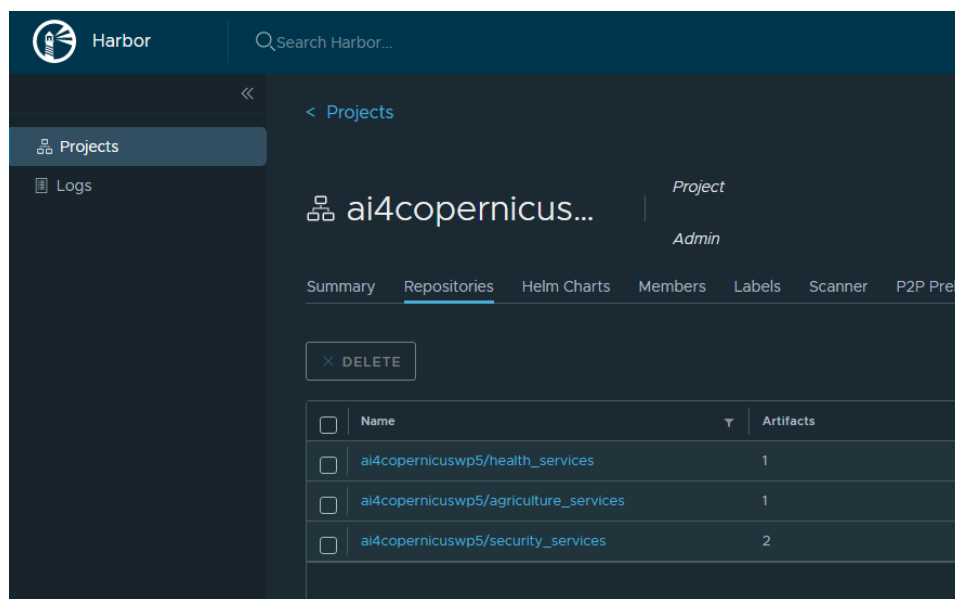 Harbor
Search Harbor...
Projects
Logs
< Projects
ai4copernicus...
Project
Admin
Summary Repositories Helm Charts Members Labels Scanner P2P Prel
DELETE
Name Artifacts
ai4copernicuswp5/health_services 1
ai4copernicuswp5/agriculture_services 1
ai4copernicuswp5/security_services 2